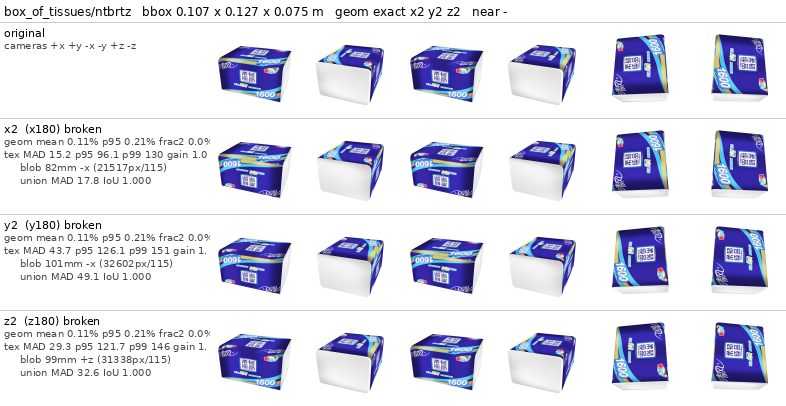 box_of_tissues/ntbrtz   bbox 0.107 x 0.127 x 0.075 m   geom exact x2 y2 z2   near -
original
cameras +x +y -x -y +z -z
1600
1600
x2  (x180) broken
geom mean 0.11% p95 0.21% frac2 0.0%
tex MAD 15.2 p95 96.1 p99 130 gain 1.0
blob 82mm -x (21517px/115)
union MAD 17.8 IoU 1.000
y2  (y180) broken
geom mean 0.11% p95 0.21% frac2 0.0%
tex MAD 43.7 p95 126.1 p99 151 gain 1.
blob 101mm -x (32602px/115)
union MAD 49.1 IoU 1.000
z2  (z180) broken
geom mean 0.11% p95 0.21% frac2 0.0%
tex MAD 29.3 p95 121.7 p99 146 gain 1.
blob 99mm +z (31338px/115)
union MAD 32.6 IoU 1.000
1600
1600